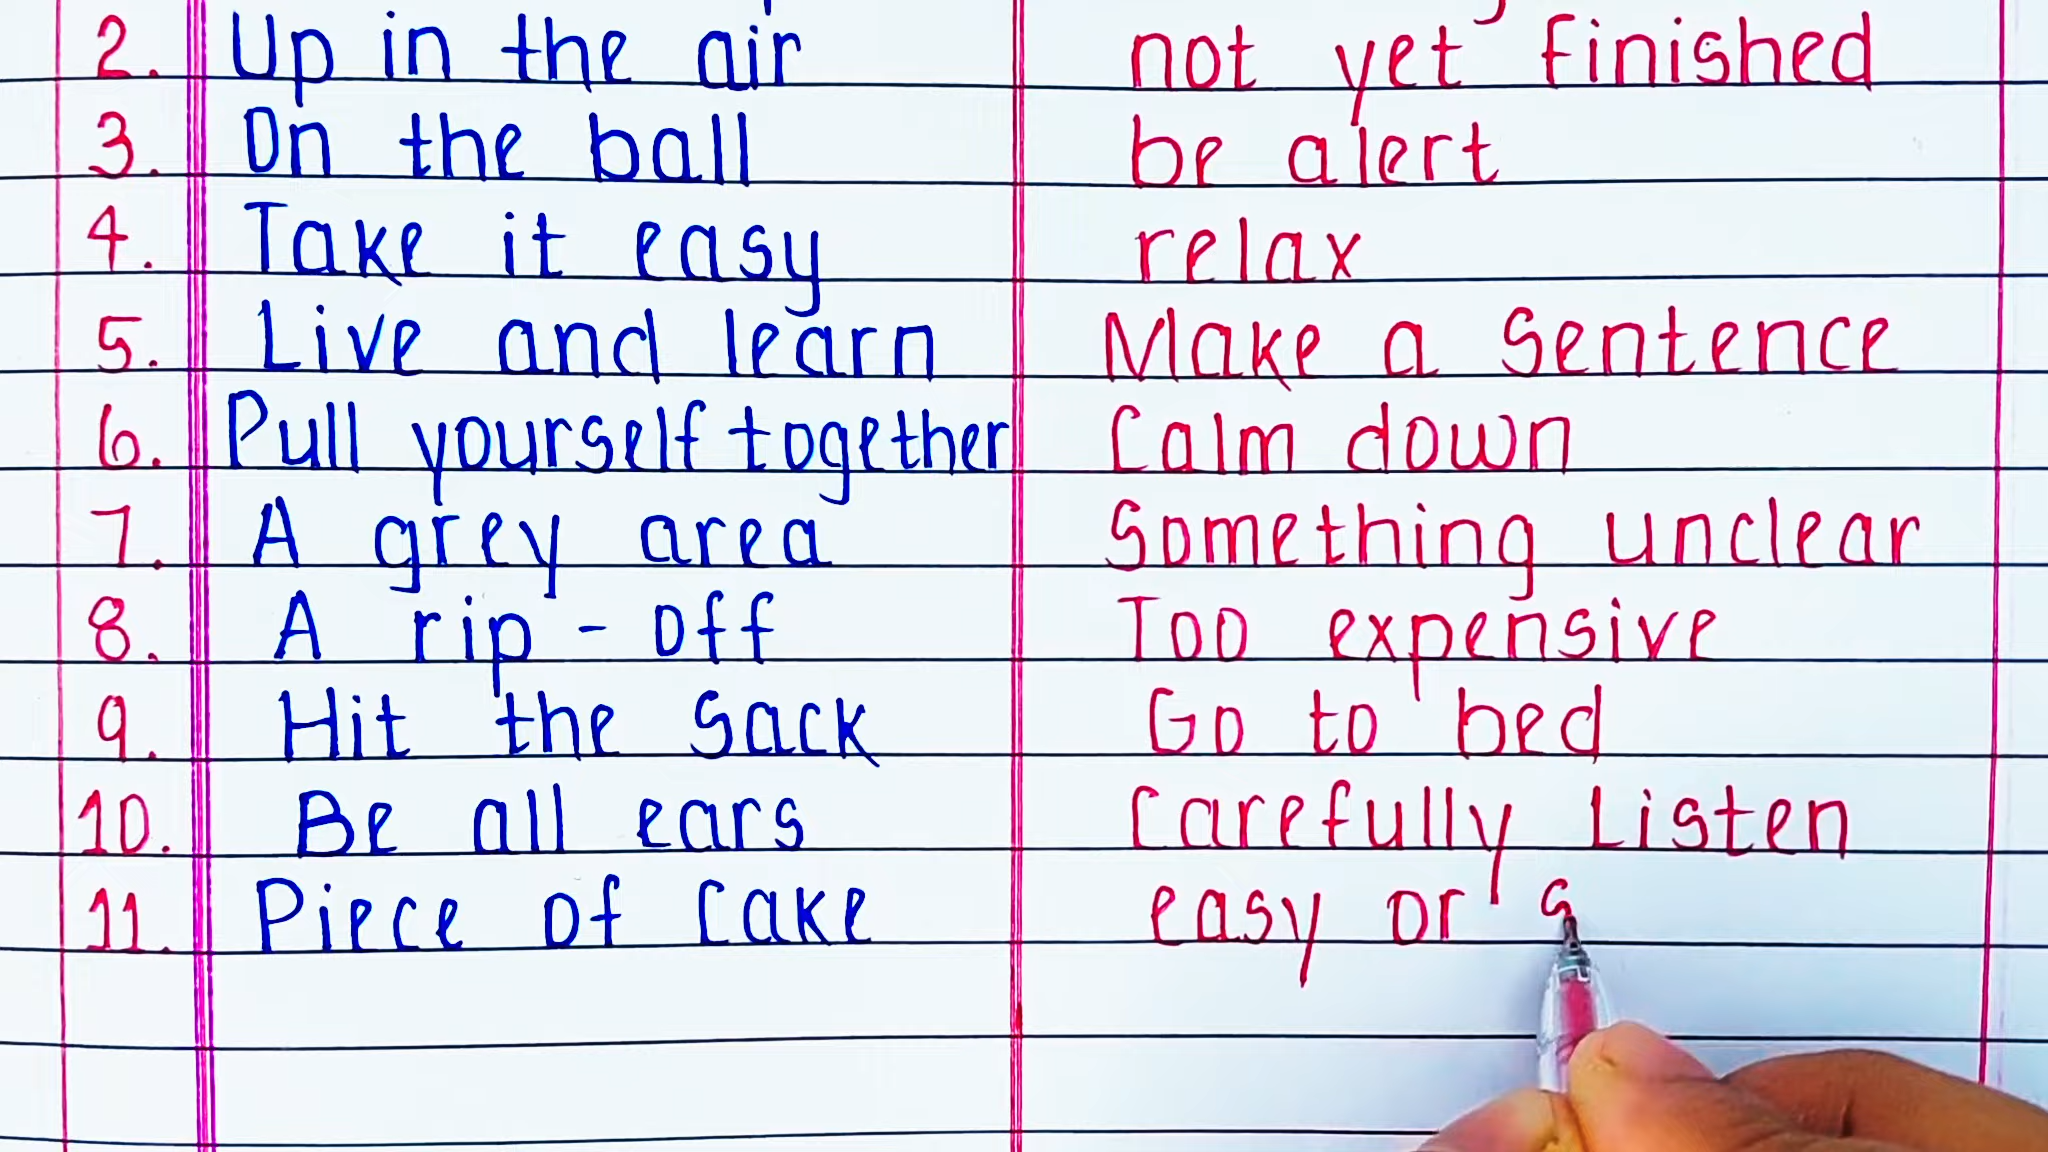 2. Up in the air not yet finished
3. On the ball be alert
4. Take it easy relax
5. Live and learn Make a sentence
6. Pull yourself together Calm down
7. A grey area Something unclear
8. A rip-off Too expensive
9. Hit the sack Go to bed
10. Be all ears Carefully Listen
11. Piece of cake easy or s